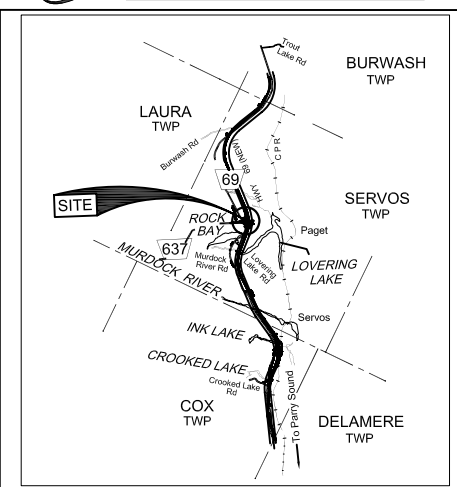 Trout
Lake Rd
BURWASH
TWP
LAURA
TWP
Burwash Rd
CPR
HWY 69 (NEW)
69
SITE
SERVOS
TWP
ROCK
BAY
Paget
637
Murdock
River Rd
Lovering
Lake Rd
LOVERING
LAKE
MURDOCK RIVER
Servos
INK LAKE
CROOKED LAKE
Crooked Lake
Rd
COX
TWP
To Parry Sound
DELAMERE
TWP